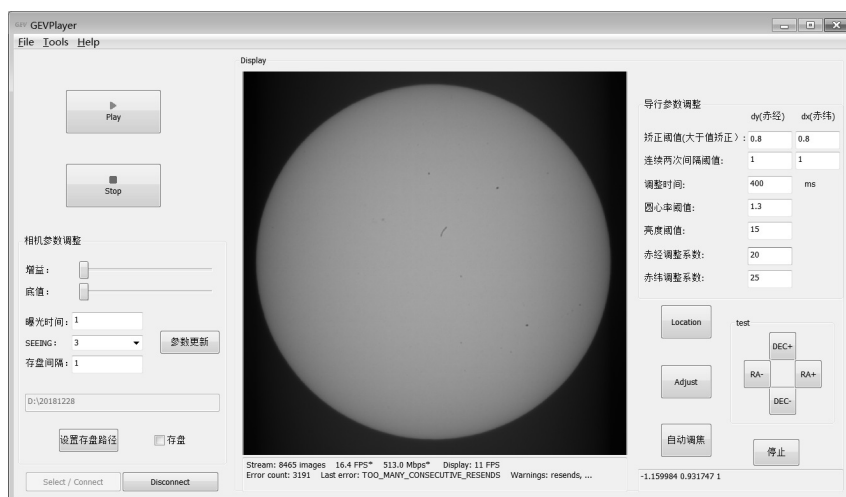 GEV GEVPlayer
File Tools Help
Display
Play
Stop
相机参数调整
增益：
底值：
曝光时间：1
SEEING： 3
参数更新
存盘间隔：1
D:\20181228
设置存盘路径
存盘
Select / Connect
Disconnect
Stream: 8465 images 16.4 FPS* 513.0 Mbps* Display: 11 FPS
Error count: 3191 Last error: TOO_MANY_CONSECUTIVE_RESENDS Warnings: resends, ...
导行参数调整
dy(赤经) dx(赤纬)
矫正阈值(大于值矫正）：0.8 0.8
连续两次间隔阈值： 1 1
调整时间： 400 ms
圆心率阈值： 1.3
亮度阈值： 15
赤经调整系数： 20
赤纬调整系数： 25
Location
test
DEC+
Adjust
RA-
RA+
DEC-
自动调焦
停止
-1.159984 0.931747 1